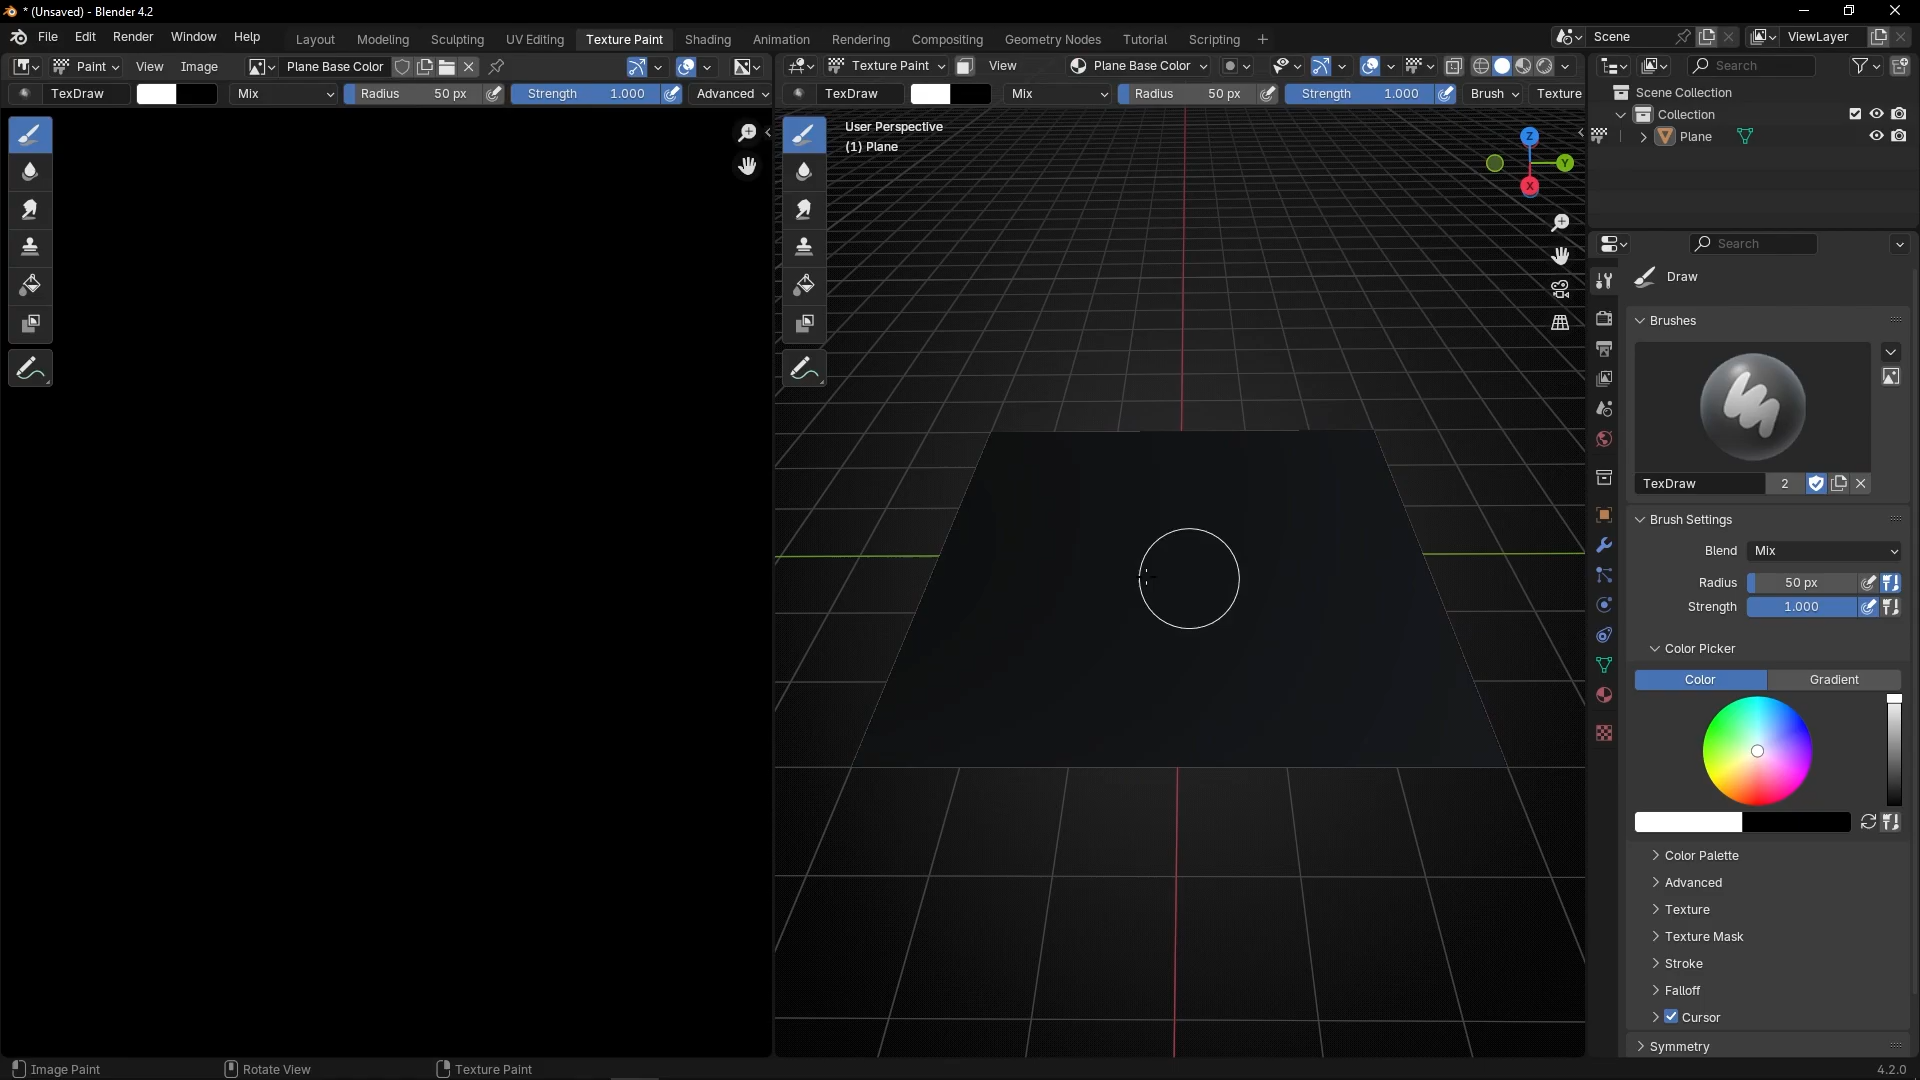 * (Unsaved) - Blender 4.2
File Edit Render Window Help Layout Modeling Sculpting UV Editing Texture Paint Shading Animation Rendering Compositing Geometry Nodes Tutorial Scripting + Scene ViewLayer
Paint View Image Plane Base Color Texture Paint View Plane Base Color Search
TexDraw Mix Radius 50 px Strength 1.000 Advanced TexDraw Mix Radius 50 px Strength 1.000 Brush Texture
Scene Collection
Collection
Plane
User Perspective
(1) Plane
Z
Y
X
Search
Draw
Brushes
TexDraw 2
Brush Settings
Blend Mix
Radius 50 px
Strength 1.000
Color Picker
Color Gradient
Color Palette
Advanced
Texture
Texture Mask
Stroke
Falloff
Cursor
Symmetry
Image Paint Rotate View Texture Paint 4.2.0